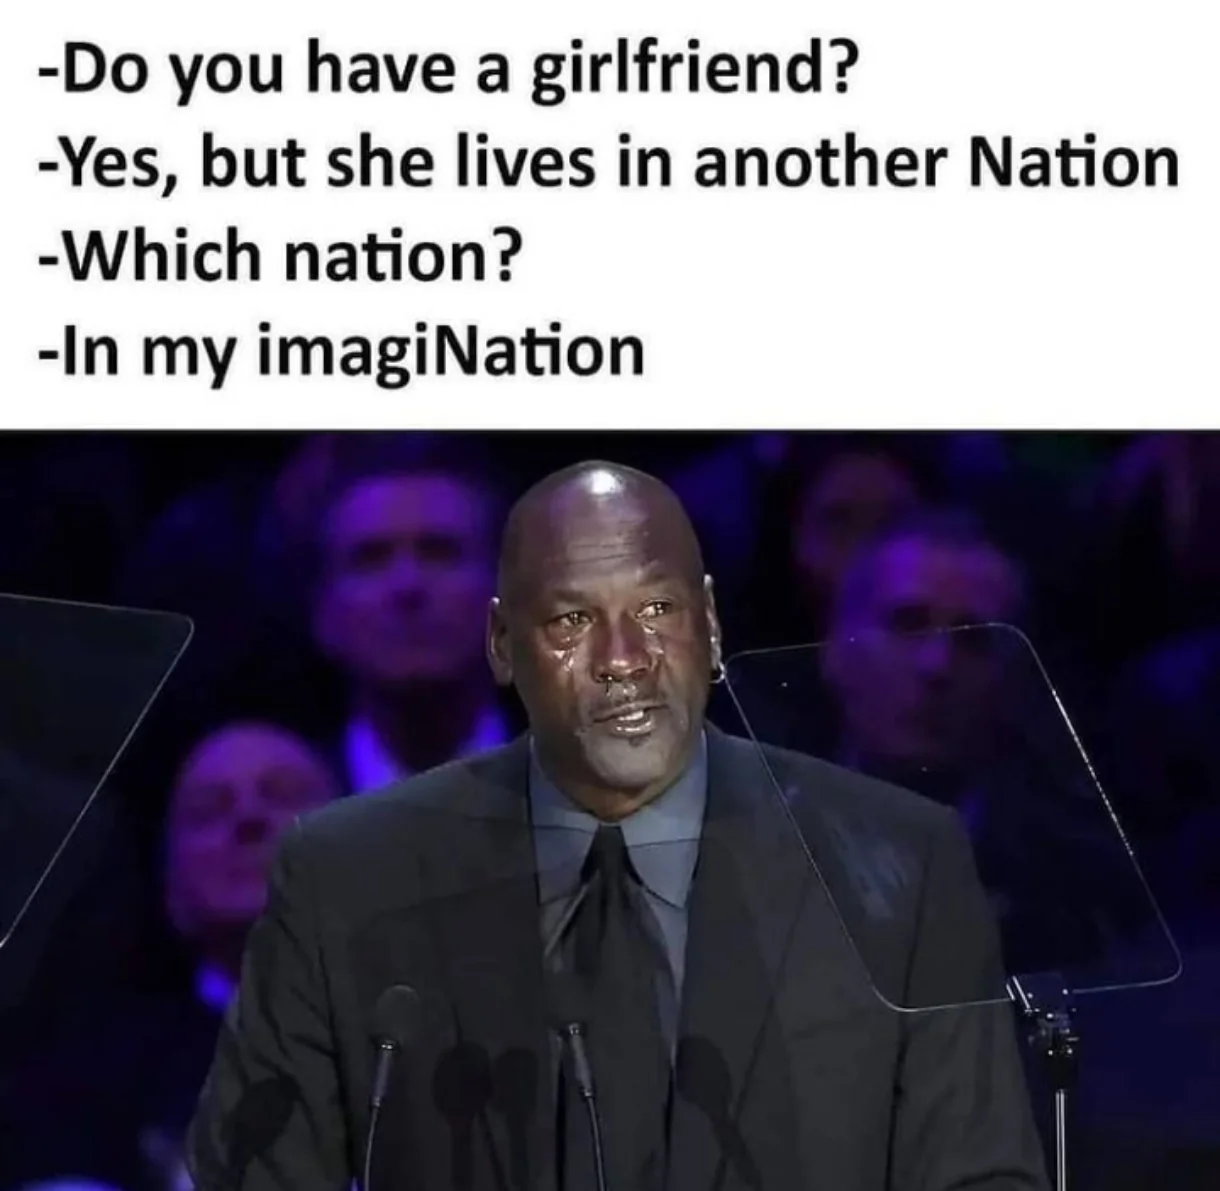 -Do you have a girlfriend?
-Yes, but she lives in another Nation
-Which nation?
-In my imagiNation